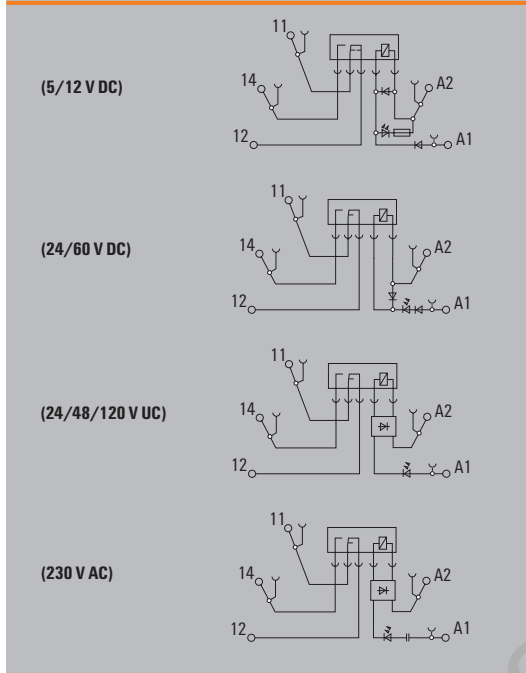 11
14
(5/12 V DC)
A2
12
A1
11
14
(24/60 V DC)
A2
12
A1
11
14
(24/48/120 V UC)
A2
12
A1
11
14
(230 V AC)
A2
12
A1